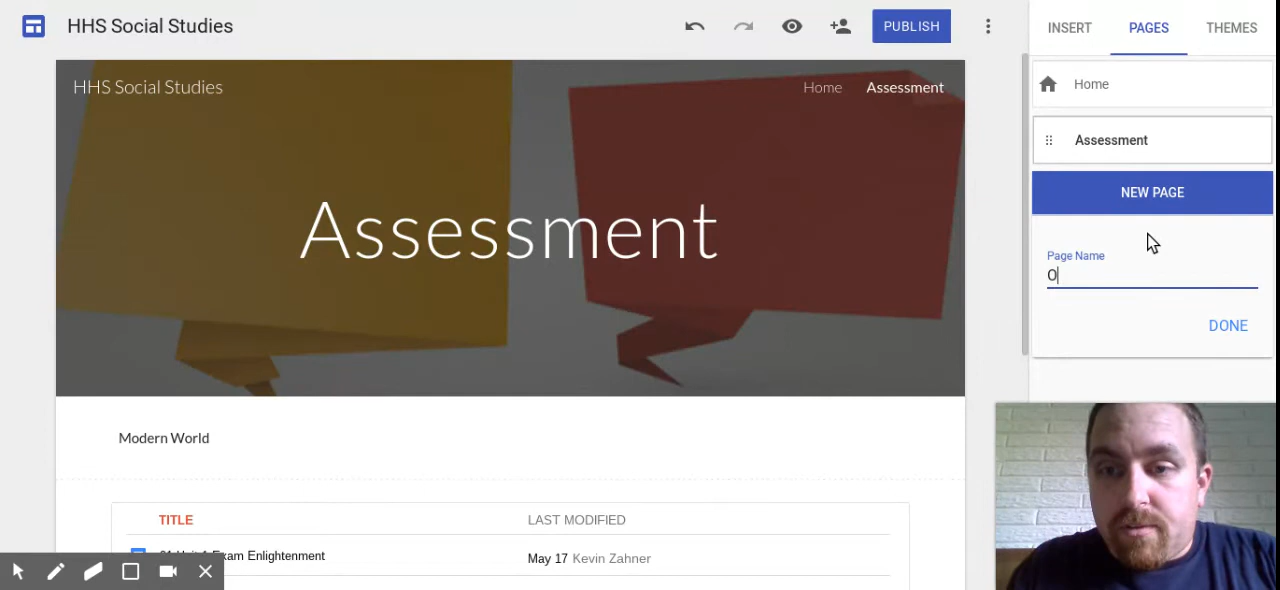 HHS Social Studies
PUBLISH
INSERT PAGES THEMES
HHS Social Studies
Home Assessment
Assessment
Home
Assessment
NEW PAGE
Page Name
O
DONE
Modern World
TITLE LAST MODIFIED
Exam Enlightenment May 17 Kevin Zahner